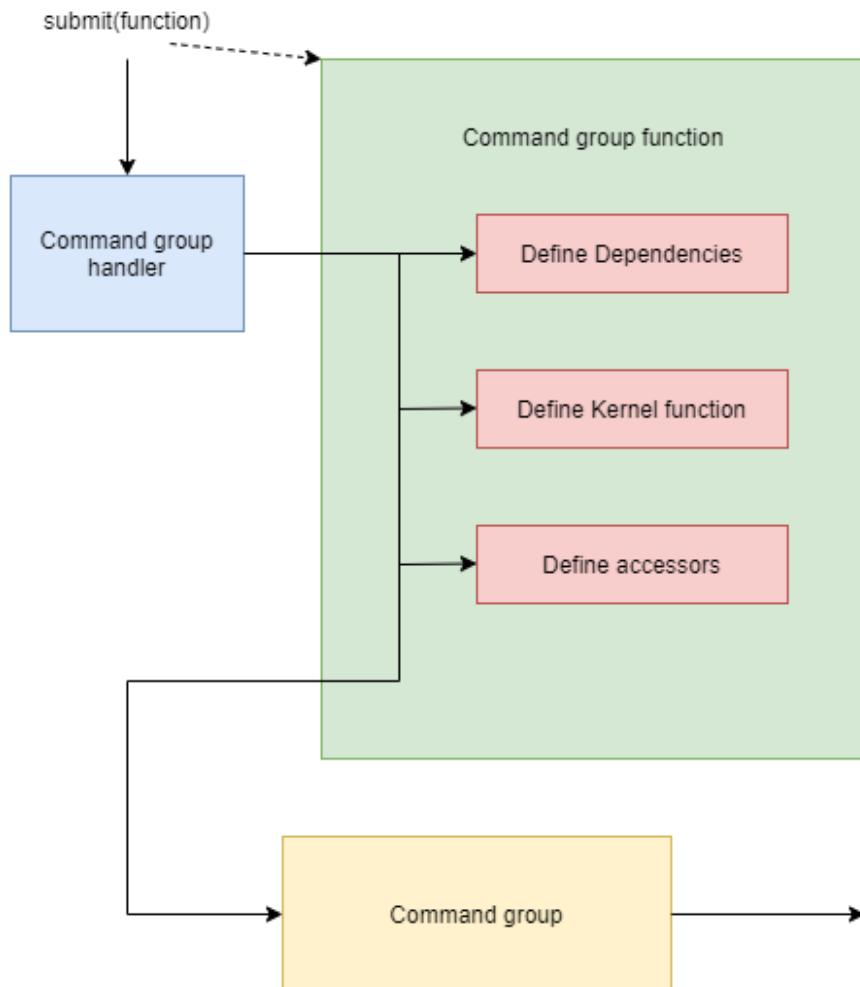 submit(function)
Command group function
Command group
handler
Define Dependencies
Define Kernel function
Define accessors
Command group